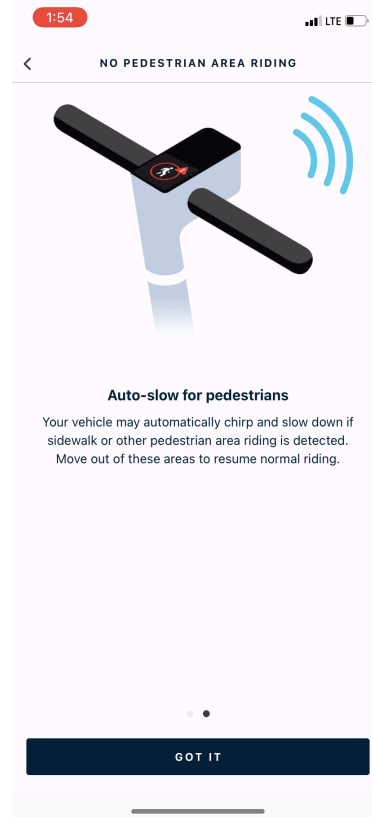 1:54
LTE
NO PEDESTRIAN AREA RIDING
Auto-slow for pedestrians
Your vehicle may automatically chirp and slow down if
sidewalk or other pedestrian area riding is detected.
Move out of these areas to resume normal riding.
GOT IT